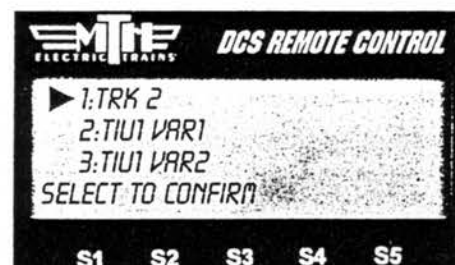 MTH DCS REMOTE CONTROL
ELECTRIC TRAINS
1:TRK 2
2:TIU1 VAR1
3:TIU1 VAR2
SELECT TO CONFIRM
S1 S2 S3 S4 S5